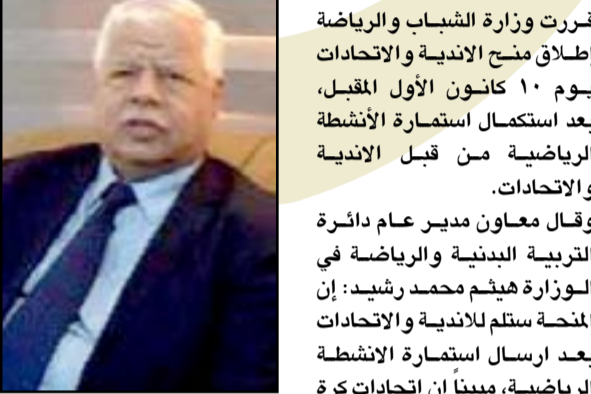 قررت وزارة الشباب والرياضة
إطلاق منح الاندية والاتحادات
يوم ١٠ كانون الأول المقبل،
بعد استكمال استمارة الأنشطة
الرياضية من قبل الاندية
والاتحادات.
وقال معاون مدير عام دائرة
التربية البدنية والرياضة في
الوزارة هيثم محمد رشيد: إن
المنحة ستلم للاندية والاتحادات
بعد ارسال استمارة الانشطة
الرياضية، مبيناً ان اتحادات كرة